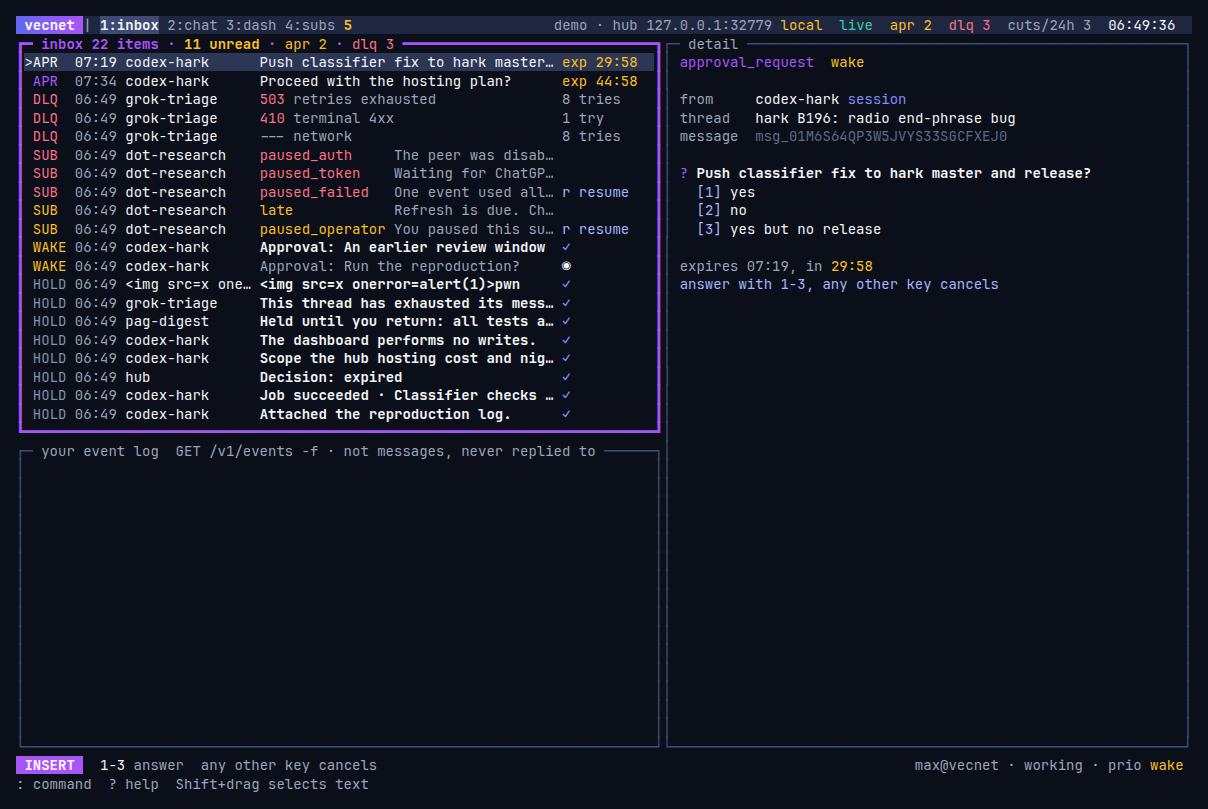 vecnet | 1:inbox 2:chat 3:dash 4:subs 5 demo · hub 127.0.0.1:32779 local live apr 2 dlq 3 cuts/24h 3 06:49:36
inbox 22 items · 11 unread · apr 2 · dlq 3
>APR 07:19 codex-hark Push classifier fix to hark master… exp 29:58
APR 07:34 codex-hark Proceed with the hosting plan? exp 44:58
DLQ 06:49 grok-triage 503 retries exhausted 8 tries
DLQ 06:49 grok-triage 410 terminal 4xx 1 try
DLQ 06:49 grok-triage --- network 8 tries
SUB 06:49 dot-research paused_auth The peer was disab…
SUB 06:49 dot-research paused_token Waiting for ChatGP…
SUB 06:49 dot-research paused_failed One event used all… r resume
SUB 06:49 dot-research late Refresh is due. Ch…
SUB 06:49 dot-research paused_operator You paused this su… r resume
WAKE 06:49 codex-hark Approval: An earlier review window ✓
WAKE 06:49 codex-hark Approval: Run the reproduction? ◉
HOLD 06:49 <img src=x one… <img src=x onerror=alert(1)>pwn ✓
HOLD 06:49 grok-triage This thread has exhausted its mess… ✓
HOLD 06:49 pag-digest Held until you return: all tests a… ✓
HOLD 06:49 codex-hark The dashboard performs no writes. ✓
HOLD 06:49 codex-hark Scope the hub hosting cost and nig… ✓
HOLD 06:49 hub Decision: expired ✓
HOLD 06:49 codex-hark Job succeeded · Classifier checks … ✓
HOLD 06:49 codex-hark Attached the reproduction log. ✓
your event log GET /v1/events -f · not messages, never replied to
detail
approval_request wake
from codex-hark session
thread hark B196: radio end-phrase bug
message msg_01M6S64QP3W5JVYS33SGCFXEJ0
? Push classifier fix to hark master and release?
[1] yes
[2] no
[3] yes but no release
expires 07:19, in 29:58
answer with 1-3, any other key cancels
INSERT 1-3 answer any other key cancels max@vecnet · working · prio wake
: command ? help Shift+drag selects text